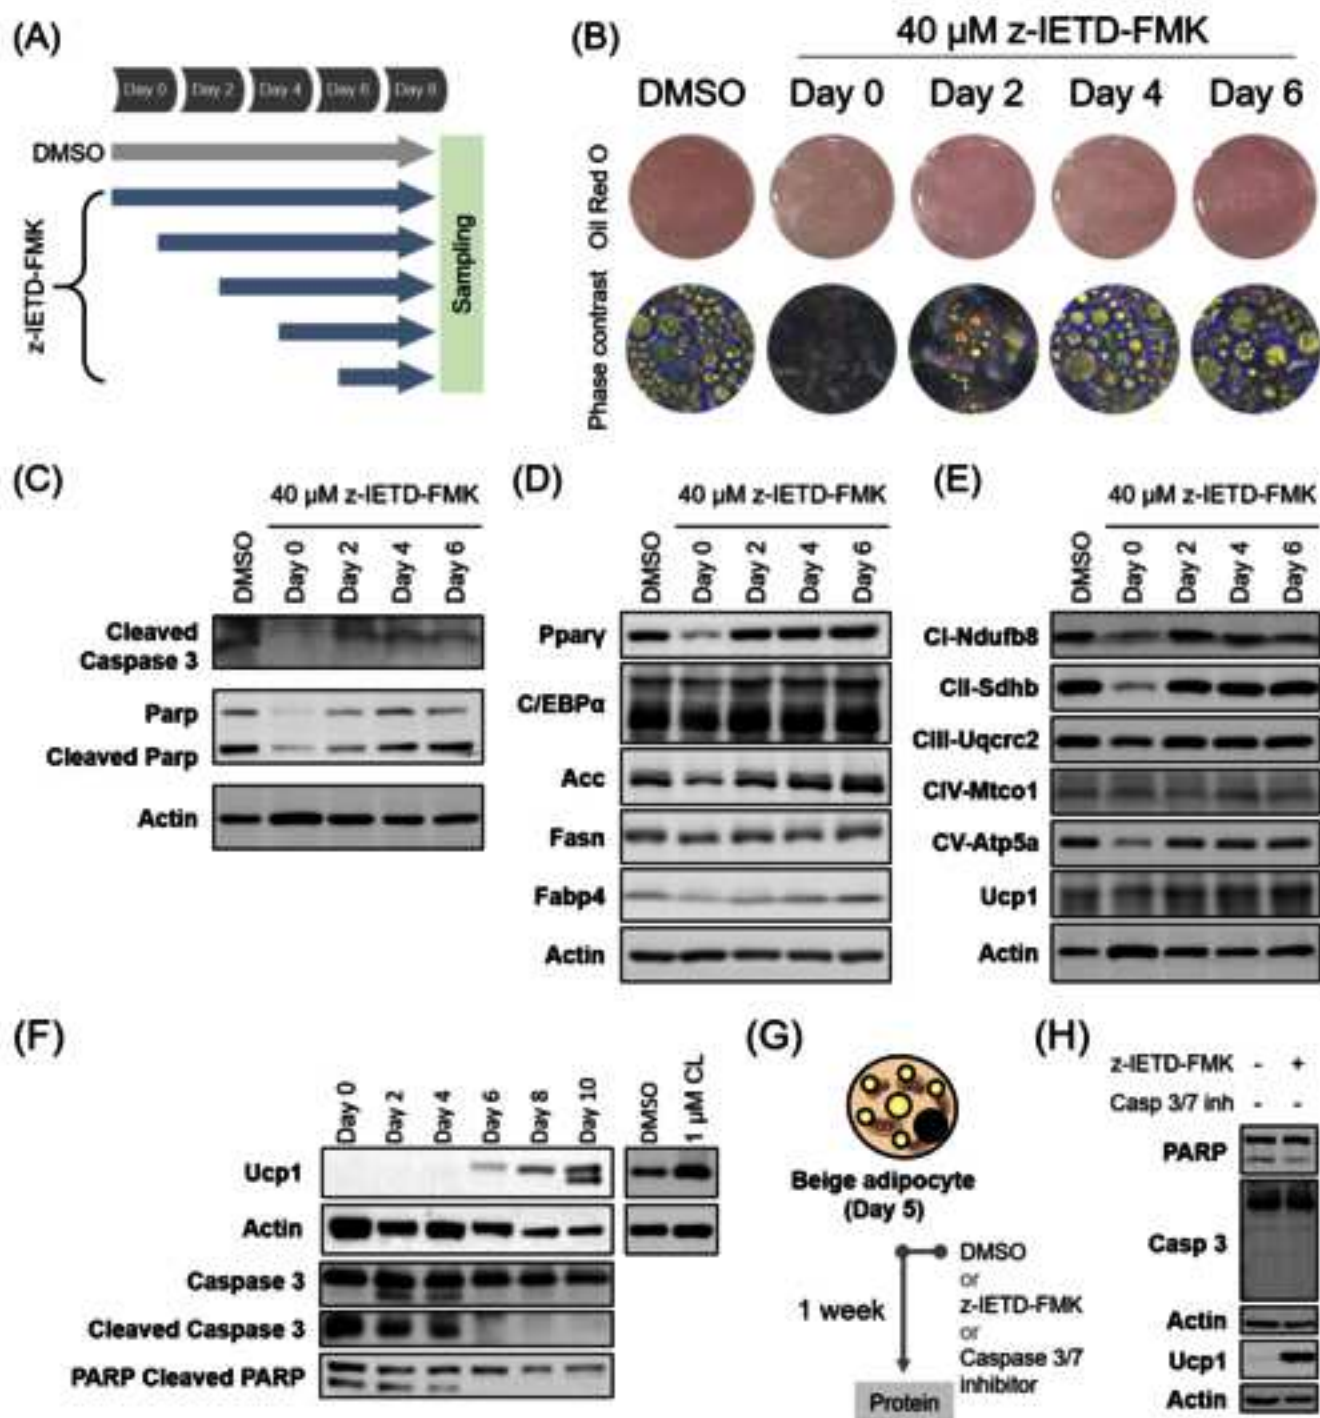 (A)
Day 0 Day 2 Day 4 Day 6 Day 8
DMSO
z-IETD-FMK
Sampling
(B)
40 µM z-IETD-FMK
DMSO Day 0 Day 2 Day 4 Day 6
Oil Red O
Phase contrast
(C)
40 µM z-IETD-FMK
DMSO Day 0 Day 2 Day 4 Day 6
Cleaved
Caspase 3
Parp
Cleaved Parp
Actin
(D)
40 µM z-IETD-FMK
DMSO Day 0 Day 2 Day 4 Day 6
Pparγ
C/EBPα
Acc
Fasn
Fabp4
Actin
(E)
40 µM z-IETD-FMK
DMSO Day 0 Day 2 Day 4 Day 6
CI-Ndufb8
CII-Sdhb
CIII-Uqcrc2
CIV-Mtco1
CV-Atp5a
Ucp1
Actin
(F)
Day 0 Day 2 Day 4 Day 6 Day 8 Day 10 DMSO 1 µM CL
Ucp1
Actin
Caspase 3
Cleaved Caspase 3
PARP Cleaved PARP
(G)
Beige adipocyte
(Day 5)
DMSO
or
z-IETD-FMK
or
Caspase 3/7
inhibitor
1 week
Protein
(H)
z-IETD-FMK - +
Casp 3/7 inh - -
PARP
Casp 3
Actin
Ucp1
Actin